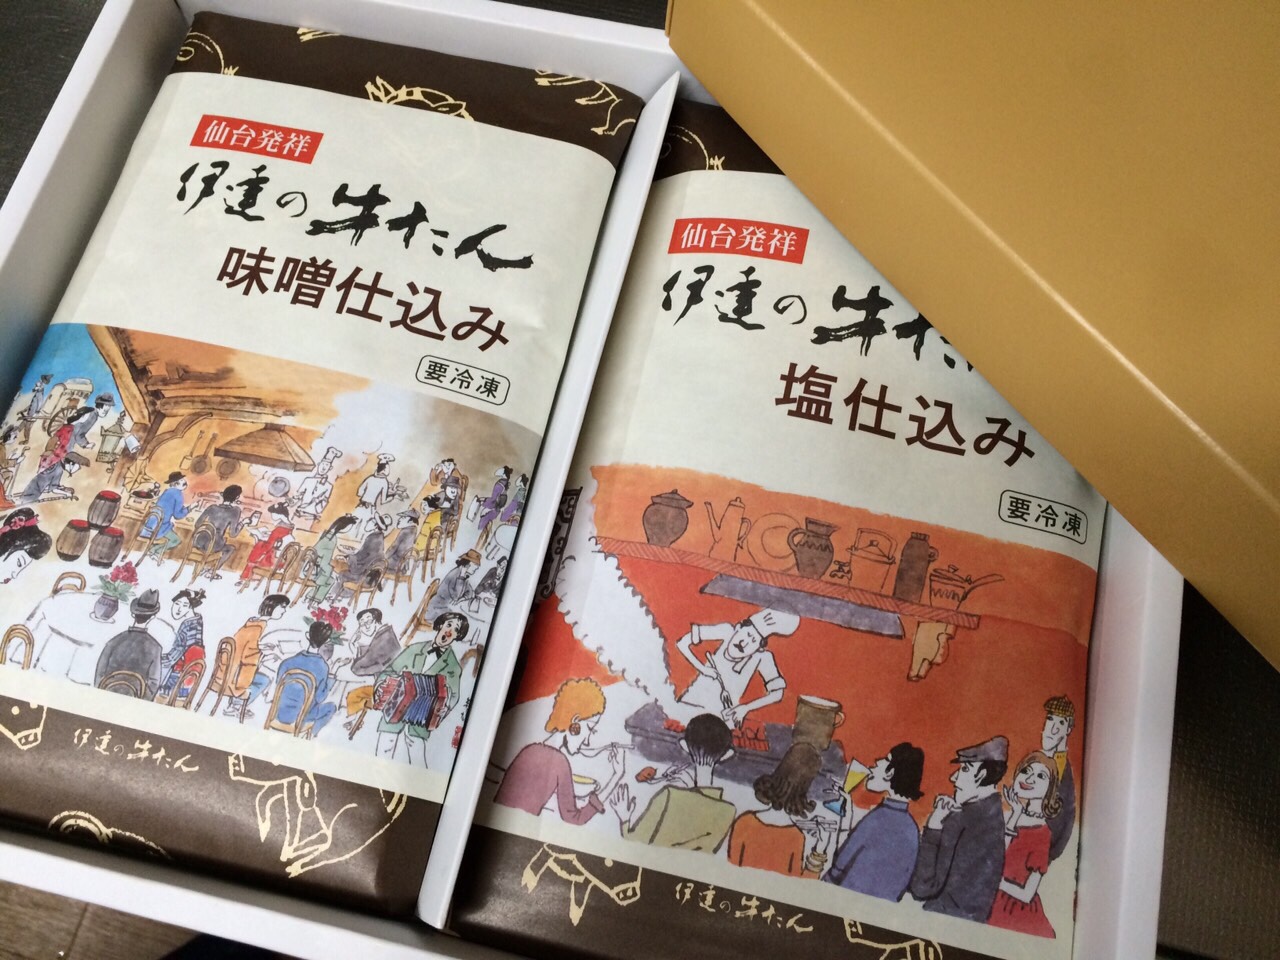 仙台発祥
伊達の牛たん
味噌仕込み
要冷凍
伊達の牛たん
仙台発祥
伊達の牛た
塩仕込み
要冷凍
伊達の牛たん